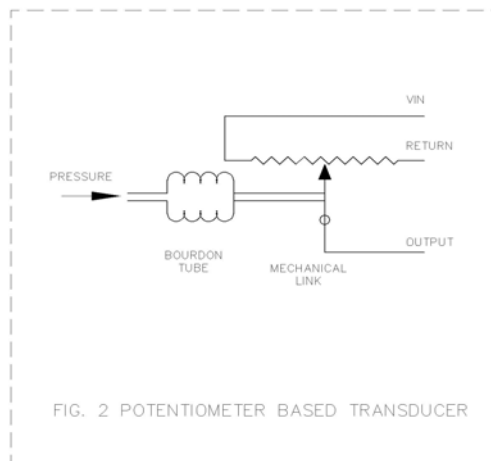 VIN
RETURN
PRESSURE
OUTPUT
BOURDON
TUBE
MECHANICAL
LINK
FIG. 2 POTENTIOMETER BASED TRANSDUCER